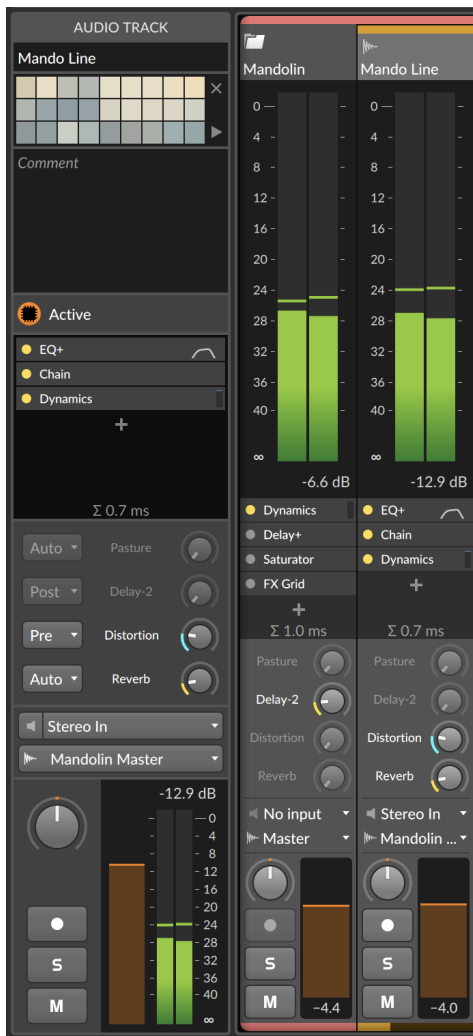 AUDIO TRACK
Mando Line
Comment
Active
EQ+
Chain
Dynamics
+
Σ 0.7 ms
Auto Pasture
Post Delay-2
Pre Distortion
Auto Reverb
Stereo In
Mandolin Master
-12.9 dB
0
4
8
12
16
20
24
28
32
36
40
∞
S
M
Mandolin
0
4
8
12
16
20
24
28
32
36
40
∞
-6.6 dB
Dynamics
Delay+
Saturator
FX Grid
+
Σ 1.0 ms
Pasture
Delay-2
Distortion
Reverb
No input
Master
S
M
-4.4
Mando Line
0
4
8
12
16
20
24
28
32
36
40
∞
-12.9 dB
EQ+
Chain
Dynamics
+
Σ 0.7 ms
Pasture
Delay-2
Distortion
Reverb
Stereo In
Mandolin ...
S
M
-4.0